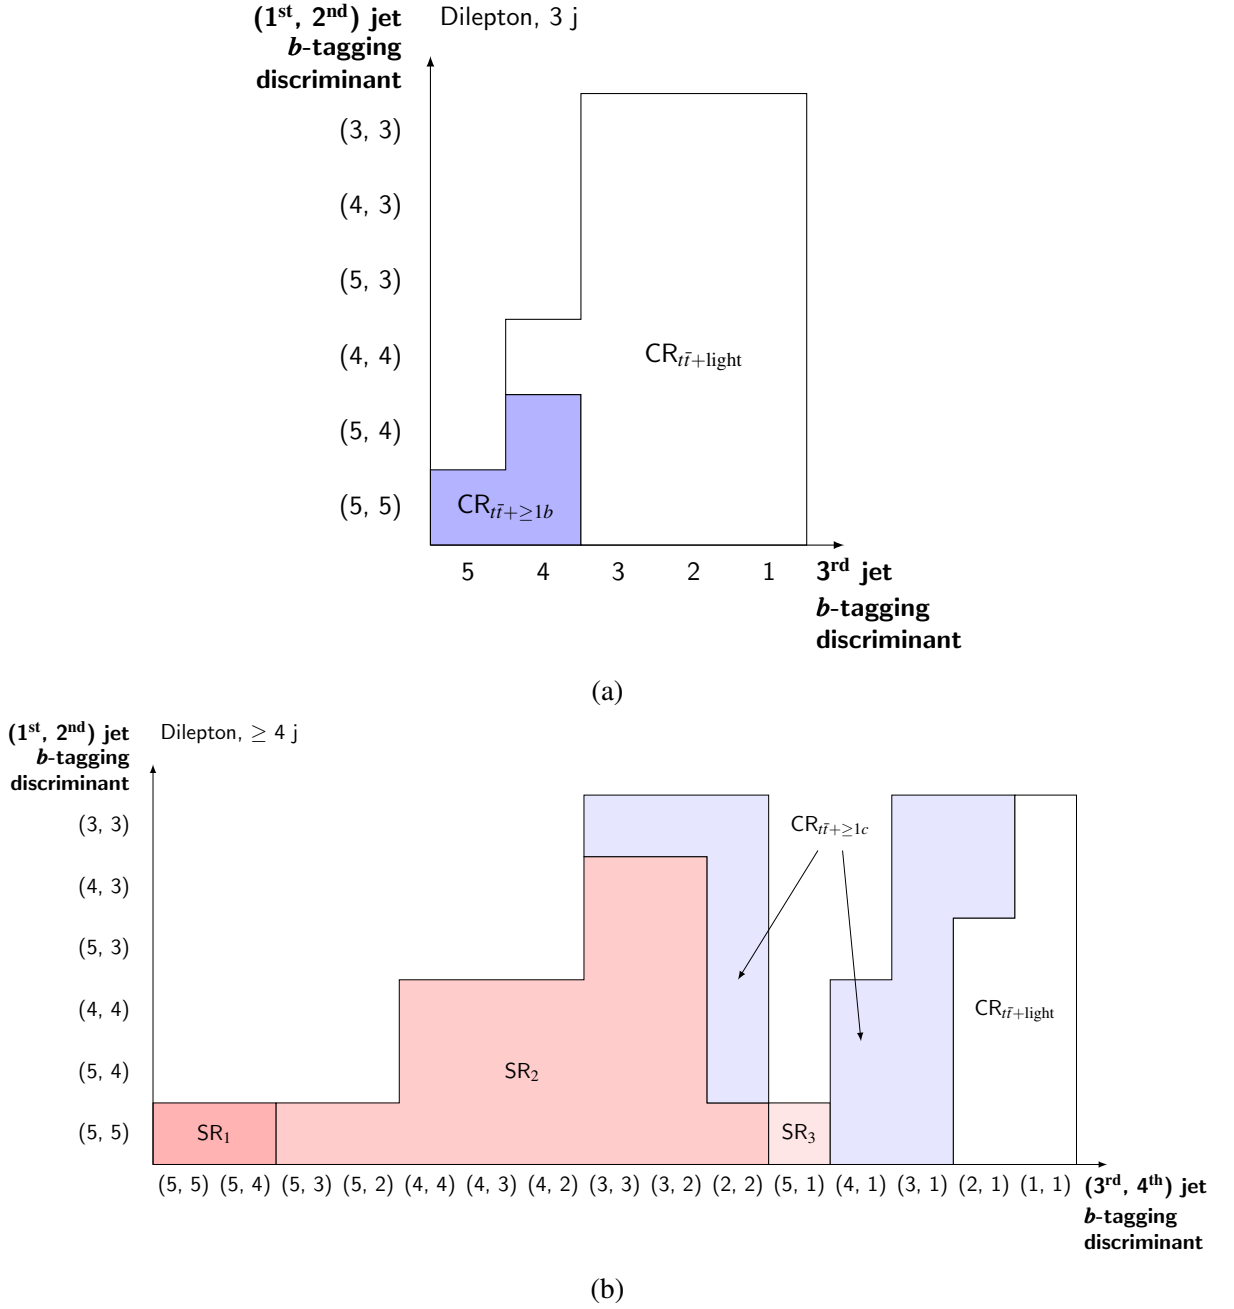 (1st, 2nd) jet
b-tagging
discriminant
Dilepton, 3 j
(3, 3)
(4, 3)
(5, 3)
(4, 4)
(5, 4)
(5, 5)
CRtt̄+light
CRtt̄+≥1b
5 4 3 2 1
3rd jet
b-tagging
discriminant
(a)
(1st, 2nd) jet
b-tagging
discriminant
Dilepton, ≥ 4 j
(3, 3)
(4, 3)
(5, 3)
(4, 4)
(5, 4)
(5, 5)
CRtt̄+≥1c
CRtt̄+light
SR2
SR1
SR3
(5, 5) (5, 4) (5, 3) (5, 2) (4, 4) (4, 3) (4, 2) (3, 3) (3, 2) (2, 2) (5, 1) (4, 1) (3, 1) (2, 1) (1, 1)
(3rd, 4th) jet
b-tagging
discriminant
(b)